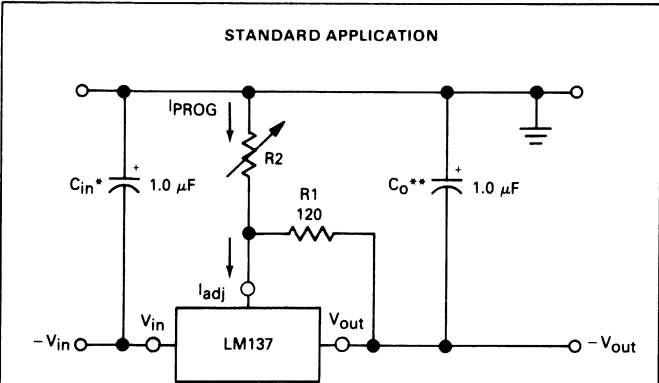 STANDARD APPLICATION
IPROG
R2
Cin*
+
1.0 μF
R1
120
Co**
+
1.0 μF
Iadj
Vin
Vout
-Vin
LM137
-Vout